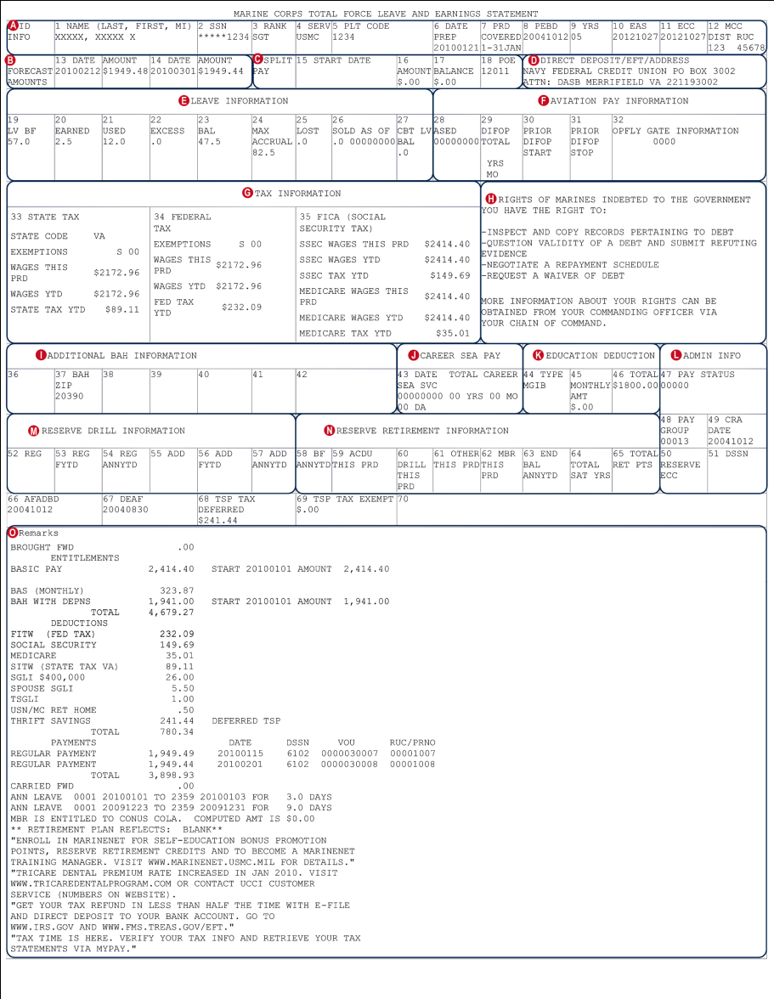 MARINE CORPS TOTAL FORCE LEAVE AND EARNINGS STATEMENT
A ID INFO
1 NAME (LAST, FIRST, MI)
XXXXX, XXXXX X
2 SSN
*****1234
3 RANK
SGT
4 SERV
USMC
5 PLT CODE
1234
6 DATE PREP
20100121
7 PRD COVERED
1-31JAN
8 PEBD
20041012
9 YRS
05
10 EAS
20121027
11 ECC
20121027
12 MCC
DIST RUC
123 45678
B FORECAST AMOUNTS
13 DATE AMOUNT
20100212 $1949.48
14 DATE AMOUNT
20100301 $1949.44
C SPLIT PAY
15 START DATE
16 AMOUNT
$.00
17 BALANCE
$.00
18 POE
12011
D DIRECT DEPOSIT/EFT/ADDRESS
NAVY FEDERAL CREDIT UNION PO BOX 3002
ATTN: DASB MERRIFIELD VA 221193002
E LEAVE INFORMATION
19 LV BF
57.0
20 EARNED
2.5
21 USED
12.0
22 EXCESS
.0
23 BAL
47.5
24 MAX ACCRUAL
82.5
25 LOST
.0
26 SOLD AS OF
.0 00000000
27 CBT LV BAL
.0
F AVIATION PAY INFORMATION
28 ASED
00000000
29 DIFOP TOTAL
YRS
MO
30 PRIOR DIFOP START
31 PRIOR DIFOP STOP
32 OPFLY GATE INFORMATION
0000
G TAX INFORMATION
33 STATE TAX
STATE CODE VA
EXEMPTIONS S 00
WAGES THIS PRD $2172.96
WAGES YTD $2172.96
STATE TAX YTD $89.11
34 FEDERAL TAX
EXEMPTIONS S 00
WAGES THIS PRD $2172.96
WAGES YTD $2172.96
FED TAX YTD $232.09
35 FICA (SOCIAL SECURITY TAX)
SSEC WAGES THIS PRD $2414.40
SSEC WAGES YTD $2414.40
SSEC TAX YTD $149.69
MEDICARE WAGES THIS PRD $2414.40
MEDICARE WAGES YTD $2414.40
MEDICARE TAX YTD $35.01
H RIGHTS OF MARINES INDEBTED TO THE GOVERNMENT
YOU HAVE THE RIGHT TO:
-INSPECT AND COPY RECORDS PERTAINING TO DEBT
-QUESTION VALIDITY OF A DEBT AND SUBMIT REFUTING
EVIDENCE
-NEGOTIATE A REPAYMENT SCHEDULE
-REQUEST A WAIVER OF DEBT
MORE INFORMATION ABOUT YOUR RIGHTS CAN BE
OBTAINED FROM YOUR COMMANDING OFFICER VIA
YOUR CHAIN OF COMMAND.
I ADDITIONAL BAH INFORMATION
36
37 BAH ZIP
20390
38
39
40
41
42
J CAREER SEA PAY
43 DATE TOTAL CAREER
SEA SVC
00000000 00 YRS 00 MO
00 DA
K EDUCATION DEDUCTION
44 TYPE
MGIB
45 MONTHLY AMT
$.00
46 TOTAL
$1800.00
L ADMIN INFO
47 PAY STATUS
00000
48 PAY GROUP
00013
49 CRA DATE
20041012
50 RESERVE ECC
51 DSSN
M RESERVE DRILL INFORMATION
52 REG
53 REG FYTD
54 REG ANNYTD
55 ADD
56 ADD FYTD
57 ADD ANNYTD
N RESERVE RETIREMENT INFORMATION
58 BF ANNYTD
59 ACDU THIS PRD
60 DRILL THIS PRD
61 OTHER THIS PRD
62 MBR THIS PRD
63 END BAL ANNYTD
64 TOTAL SAT YRS
65 TOTAL RET PTS
66 AFADBD
20041012
67 DEAF
20040830
68 TSP TAX DEFERRED
$241.44
69 TSP TAX EXEMPT
$.00
70
O Remarks
BROUGHT FWD .00
ENTITLEMENTS
BASIC PAY 2,414.40 START 20100101 AMOUNT 2,414.40
BAS (MONTHLY) 323.87
BAH WITH DEPNS 1,941.00 START 20100101 AMOUNT 1,941.00
TOTAL 4,679.27
DEDUCTIONS
FITW (FED TAX) 232.09
SOCIAL SECURITY 149.69
MEDICARE 35.01
SITW (STATE TAX VA) 89.11
SGLI $400,000 26.00
SPOUSE SGLI 5.50
TSGLI 1.00
USN/MC RET HOME .50
THRIFT SAVINGS 241.44 DEFERRED TSP
TOTAL 780.34
PAYMENTS DATE DSSN VOU RUC/PRNO
REGULAR PAYMENT 1,949.49 20100115 6102 0000030007 00001007
REGULAR PAYMENT 1,949.44 20100201 6102 0000030008 00001008
TOTAL 3,898.93
CARRIED FWD .00
ANN LEAVE 0001 20100101 TO 2359 20100103 FOR 3.0 DAYS
ANN LEAVE 0001 20091223 TO 2359 20091231 FOR 9.0 DAYS
MBR IS ENTITLED TO CONUS COLA. COMPUTED AMT IS $0.00
** RETIREMENT PLAN REFLECTS: BLANK**
"ENROLL IN MARINENET FOR SELF-EDUCATION BONUS PROMOTION
POINTS, RESERVE RETIREMENT CREDITS AND TO BECOME A MARINENET
TRAINING MANAGER. VISIT WWW.MARINENET.USMC.MIL FOR DETAILS."
"TRICARE DENTAL PREMIUM RATE INCREASED IN JAN 2010. VISIT
WWW.TRICAREDENTALPROGRAM.COM OR CONTACT UCCI CUSTOMER
SERVICE (NUMBERS ON WEBSITE).
"GET YOUR TAX REFUND IN LESS THAN HALF THE TIME WITH E-FILE
AND DIRECT DEPOSIT TO YOUR BANK ACCOUNT. GO TO
WWW.IRS.GOV AND WWW.FMS.TREAS.GOV/EFT."
"TAX TIME IS HERE. VERIFY YOUR TAX INFO AND RETRIEVE YOUR TAX
STATEMENTS VIA MYPAY."